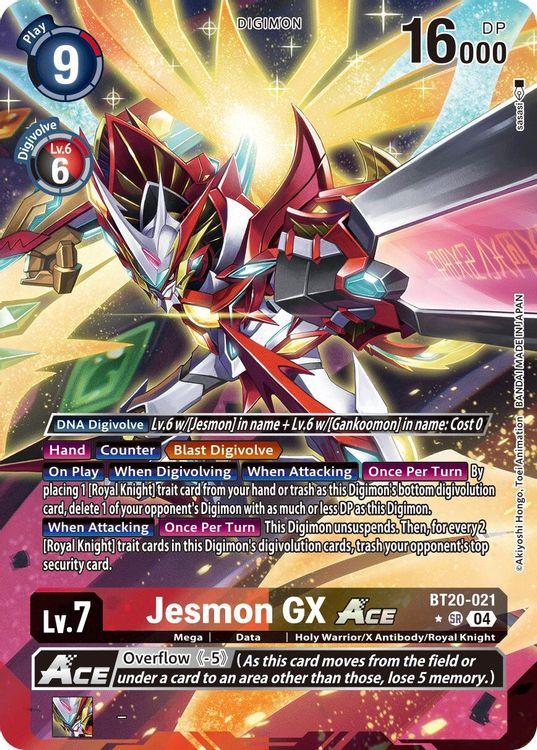 Play
9
DIGIMON
16000
DP
Digivolve
Lv.6
6
sasasi
DNA Digivolve Lv.6 w/[Jesmon] in name + Lv.6 w/[Gankoomon] in name: Cost 0
Hand Counter Blast Digivolve
On Play When Digivolving When Attacking Once Per Turn By
placing 1 [Royal Knight] trait card from your hand or trash as this Digimon's bottom digivolution
card, delete 1 of your opponent's Digimon with as much or less DP as this Digimon.
When Attacking Once Per Turn This Digimon unsuspends. Then, for every 2
[Royal Knight] trait cards in this Digimon's digivolution cards, trash your opponent's top
security card.
©Akiyoshi Hongo, Toei Animation BANDAI MADE IN JAPAN
Lv.7
Jesmon GX ACE
BT20-021
SR 04
Mega Data Holy Warrior/X Antibody/Royal Knight
ACE Overflow 《-5》 (As this card moves from the field or
under a card to an area other than those, lose 5 memory.)
-